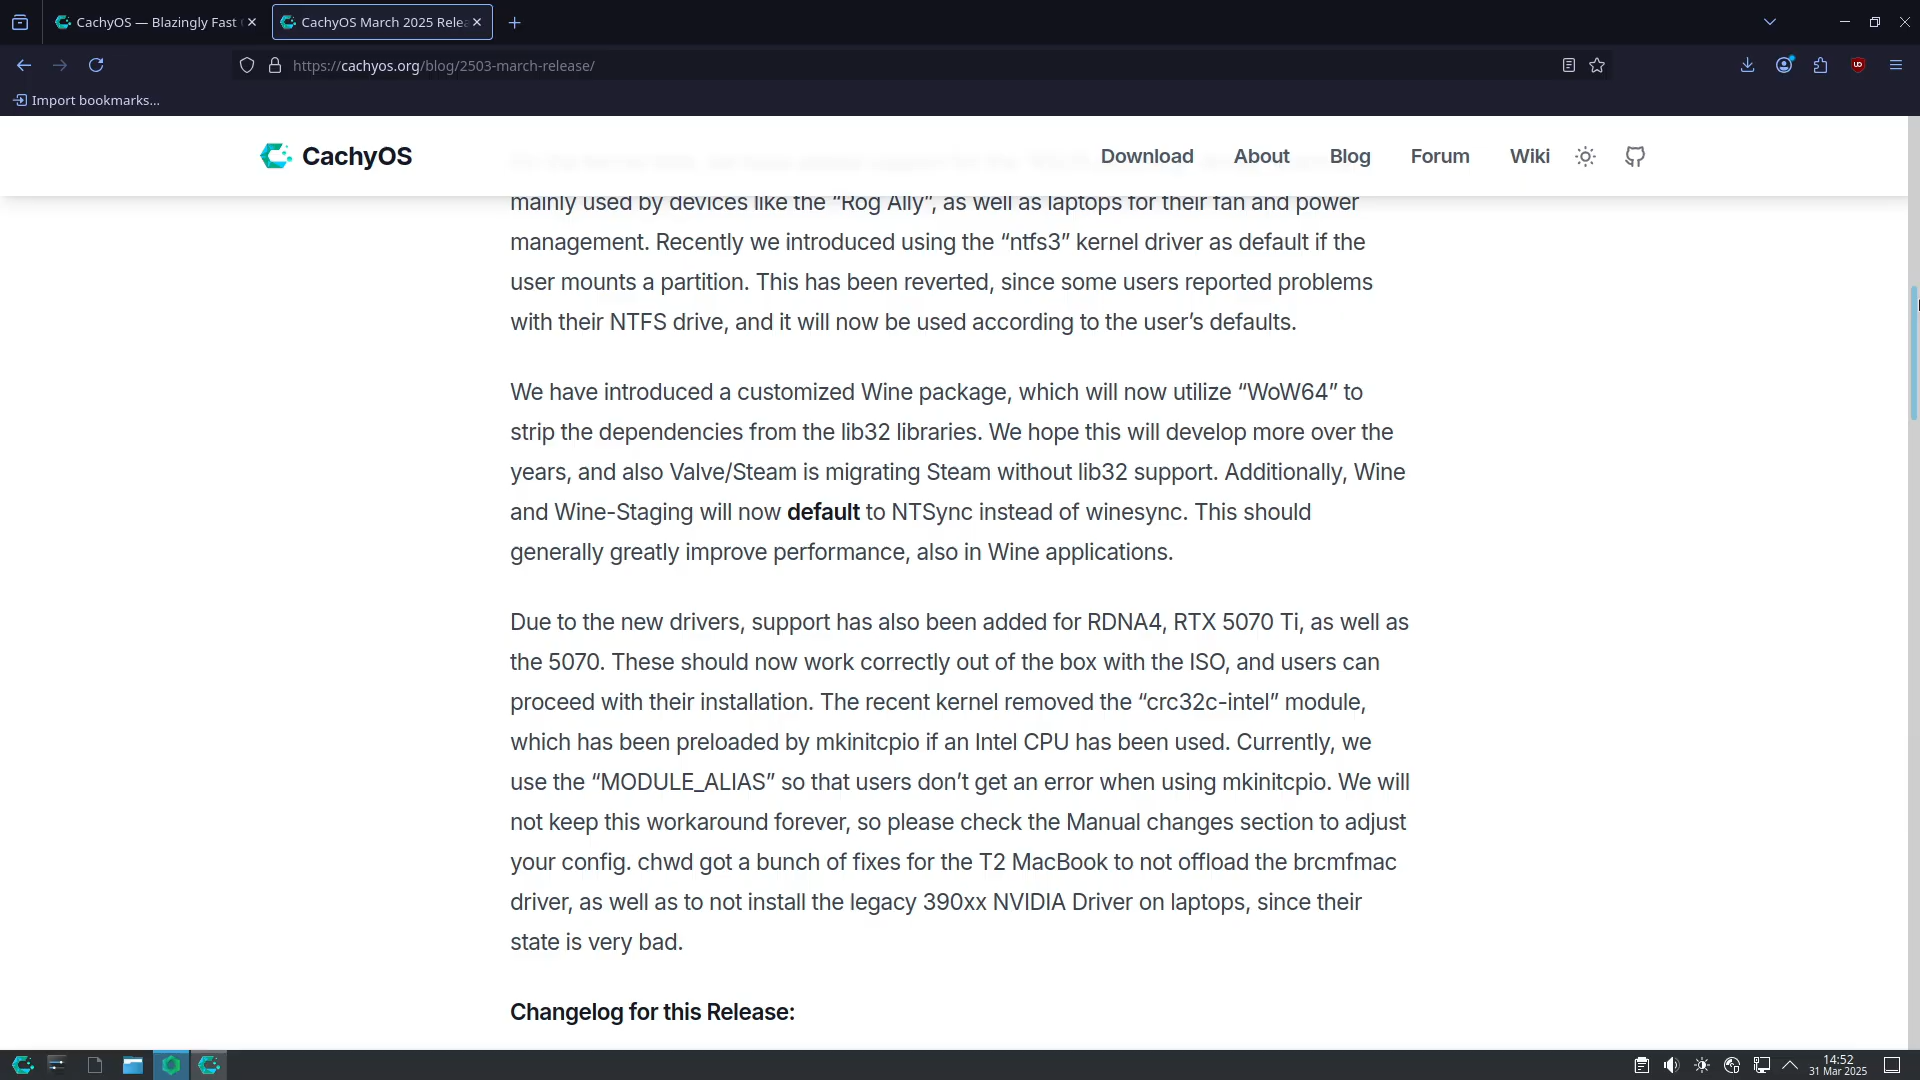 CachyOS — Blazingly Fast
CachyOS March 2025 Rele
https://cachyos.org/blog/2503-march-release/
Import bookmarks...
CachyOS
Download
About
Blog
Forum
Wiki
mainly used by devices like the “Rog Ally”, as well as laptops for their fan and power
management. Recently we introduced using the “ntfs3” kernel driver as default if the
user mounts a partition. This has been reverted, since some users reported problems
with their NTFS drive, and it will now be used according to the user’s defaults.
We have introduced a customized Wine package, which will now utilize “WoW64” to
strip the dependencies from the lib32 libraries. We hope this will develop more over the
years, and also Valve/Steam is migrating Steam without lib32 support. Additionally, Wine
and Wine-Staging will now default to NTSync instead of winesync. This should
generally greatly improve performance, also in Wine applications.
Due to the new drivers, support has also been added for RDNA4, RTX 5070 Ti, as well as
the 5070. These should now work correctly out of the box with the ISO, and users can
proceed with their installation. The recent kernel removed the “crc32c-intel” module,
which has been preloaded by mkinitcpio if an Intel CPU has been used. Currently, we
use the “MODULE_ALIAS” so that users don’t get an error when using mkinitcpio. We will
not keep this workaround forever, so please check the Manual changes section to adjust
your config. chwd got a bunch of fixes for the T2 MacBook to not offload the brcmfmac
driver, as well as to not install the legacy 390xx NVIDIA Driver on laptops, since their
state is very bad.
Changelog for this Release:
14:52
31 Mar 2025